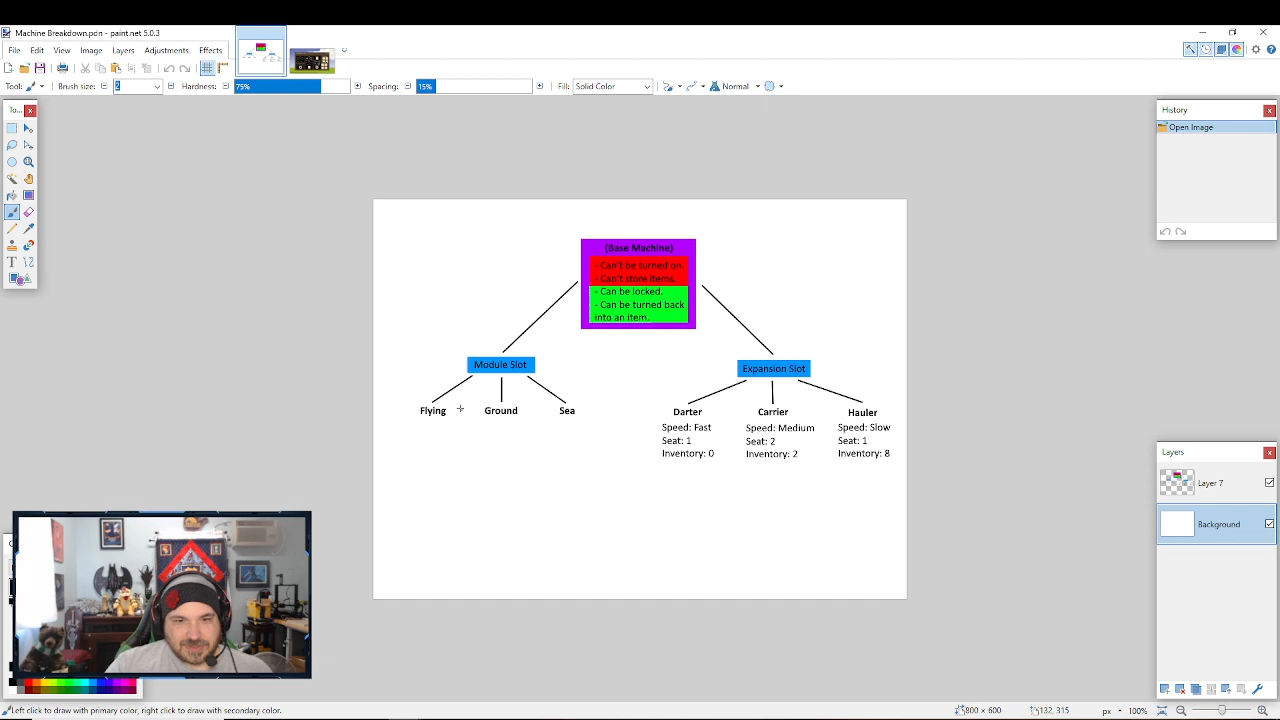 Machine Breakdown.pdn - paint.net 5.0.3
File Edit View Image Layers Adjustments Effects
Tool: Brush size: 2 Hardness: 75% Spacing: 15% Fill: Solid Color Normal
To...
History
Open Image
(Base Machine)
- Can't be turned on.
- Can't store items.
- Can be locked.
- Can be turned back
into an item.
Module Slot
Expansion Slot
Flying Ground Sea
Darter Carrier Hauler
Speed: Fast Speed: Medium Speed: Slow
Seat: 1 Seat: 2 Seat: 1
Inventory: 0 Inventory: 2 Inventory: 8
Layers
Layer 7
Background
Left click to draw with primary color, right click to draw with secondary color.
800 × 600 132, 315 px 100%